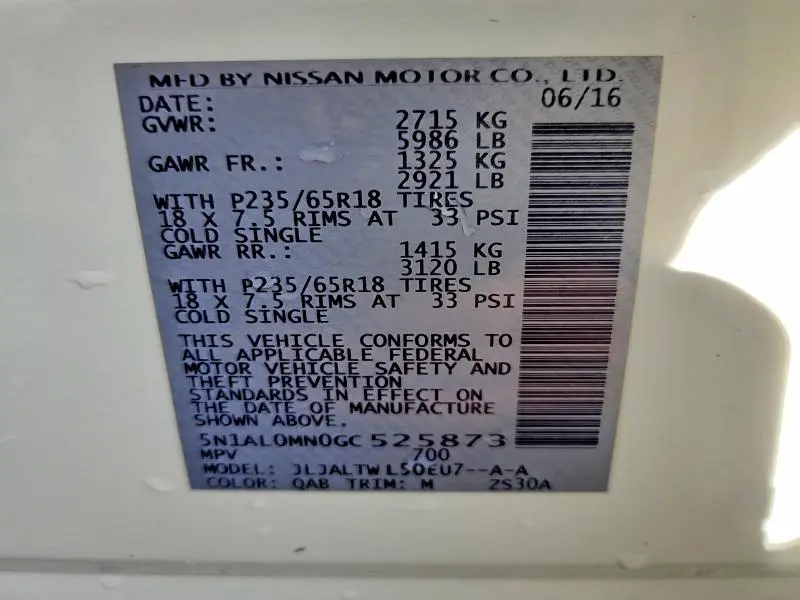 MFD BY NISSAN MOTOR CO., LTD.
DATE: 06/16
GVWR: 2715 KG
5986 LB
GAWR FR.: 1325 KG
2921 LB
WITH P235/65R18 TIRES
18 X 7.5 RIMS AT 33 PSI
COLD SINGLE
GAWR RR.: 1415 KG
3120 LB
WITH P235/65R18 TIRES
18 X 7.5 RIMS AT 33 PSI
COLD SINGLE
THIS VEHICLE CONFORMS TO
ALL APPLICABLE FEDERAL
MOTOR VEHICLE SAFETY AND
THEFT PREVENTION
STANDARDS IN EFFECT ON
THE DATE OF MANUFACTURE
SHOWN ABOVE.
5N1AL0MN0GC525873
MPV 700
MODEL: JLJALTWL50EU7--A-A
COLOR: QAB TRIM: M ZS30A